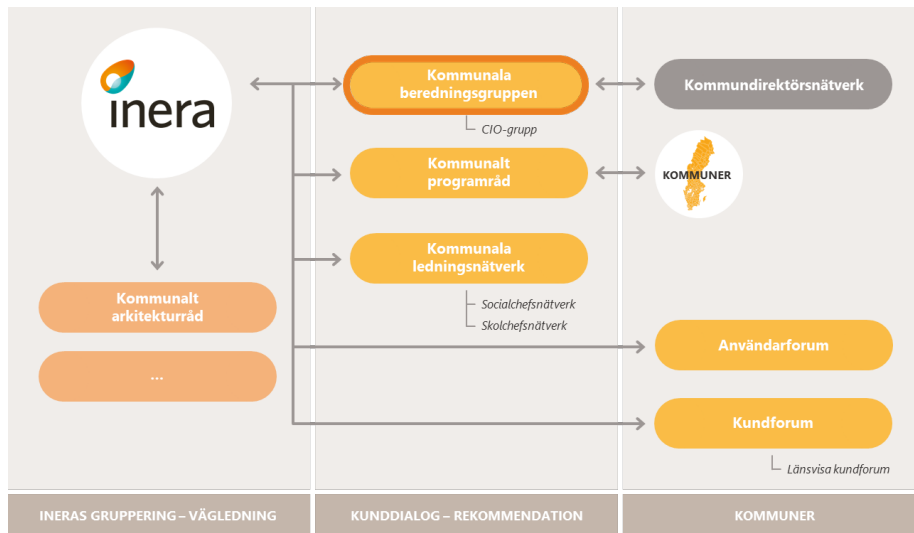 inera
Kommunalt
arkitekturråd
...
Kommunala
beredningsgruppen
CIO-grupp
Kommunalt
programråd
Kommunala
ledningsnätverk
Socialchefsnätverk
Skolchefsnätverk
Kommundirektörsnätverk
KOMMUNER
Användarforum
Kundforum
Länsvisa kundforum
INERAS GRUPPERING – VÄGLEDNING
KUNDDIALOG – REKOMMENDATION
KOMMUNER